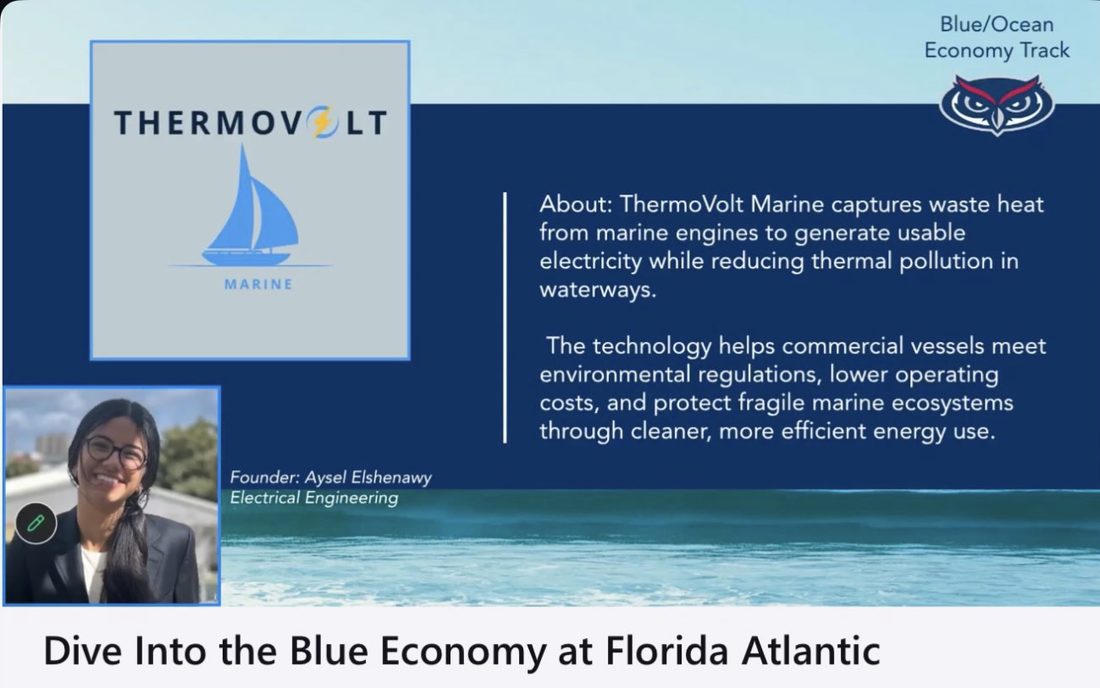 Blue/Ocean
Economy Track
THERMOVOLT
MARINE
About: ThermoVolt Marine captures waste heat
from marine engines to generate usable
electricity while reducing thermal pollution in
waterways.
The technology helps commercial vessels meet
environmental regulations, lower operating
costs, and protect fragile marine ecosystems
through cleaner, more efficient energy use.
Founder: Aysel Elshenawy
Electrical Engineering
Dive Into the Blue Economy at Florida Atlantic